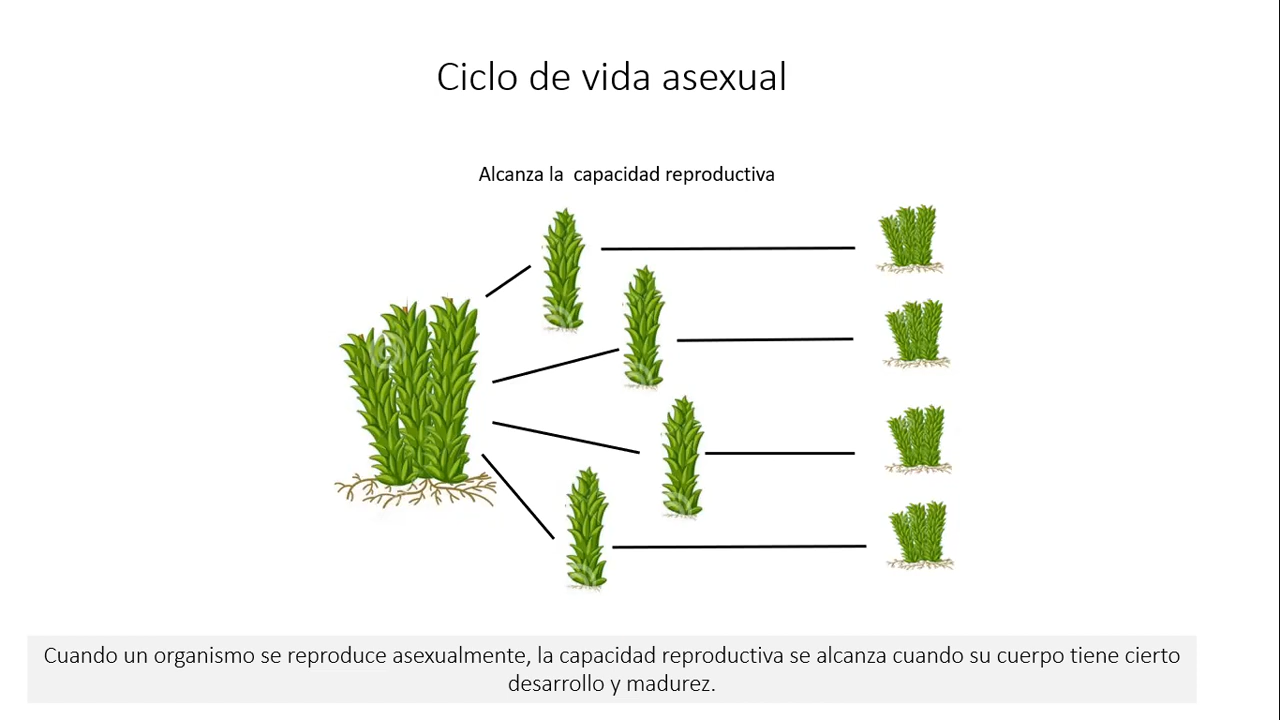 Ciclo de vida asexual
Alcanza la  capacidad reproductiva
Cuando un organismo se reproduce asexualmente, la capacidad reproductiva se alcanza cuando su cuerpo tiene cierto
desarrollo y madurez.